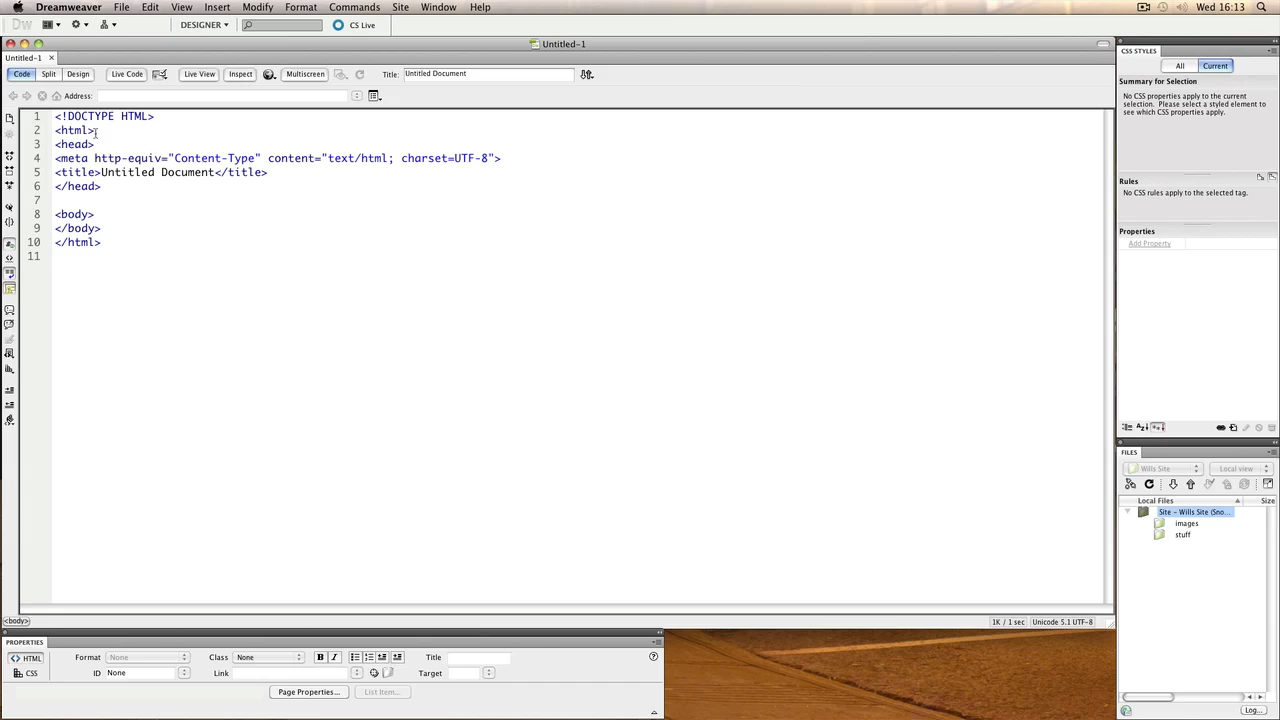 Dreamweaver File Edit View Insert Modify Format Commands Site Window Help Wed 16:13
Dw DESIGNER CS Live
Untitled-1
Untitled-1
Code Split Design Live Code Live View Inspect Multiscreen Title: Untitled Document
Address:
1 <!DOCTYPE HTML>
2 <html>
3 <head>
4 <meta http-equiv="Content-Type" content="text/html; charset=UTF-8">
5 <title>Untitled Document</title>
6 </head>
7
8 <body>
9 </body>
10 </html>
11
<body>
1K / 1 sec Unicode 5.1 UTF-8
PROPERTIES
HTML Format None Class None B I Title
CSS ID None Link Target
Page Properties... List Item...
CSS STYLES
All Current
Summary for Selection
No CSS properties apply to the current
selection. Please select a styled element to
see which CSS properties apply.
Rules
No CSS rules apply to the selected tag.
Properties
Add Property
FILES
Wills Site Local view
Local Files Size
Site - Wills Site (Sno...
images
stuff
Log...